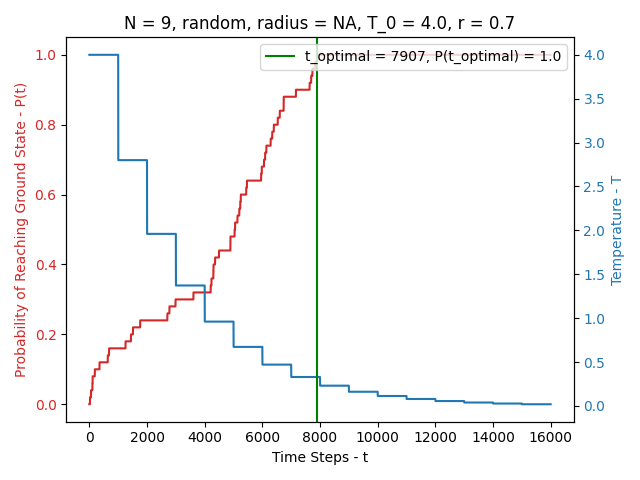 N = 9, random, radius = NA, T_0 = 4.0, r = 0.7
t_optimal = 7907, P(t_optimal) = 1.0
Probability of Reaching Ground State - P(t)
1.0
0.8
0.6
0.4
0.2
0.0
4.0
3.5
3.0
2.5
2.0
1.5
1.0
0.5
0.0
Temperature - T
0 2000 4000 6000 8000 10000 12000 14000 16000
Time Steps - t